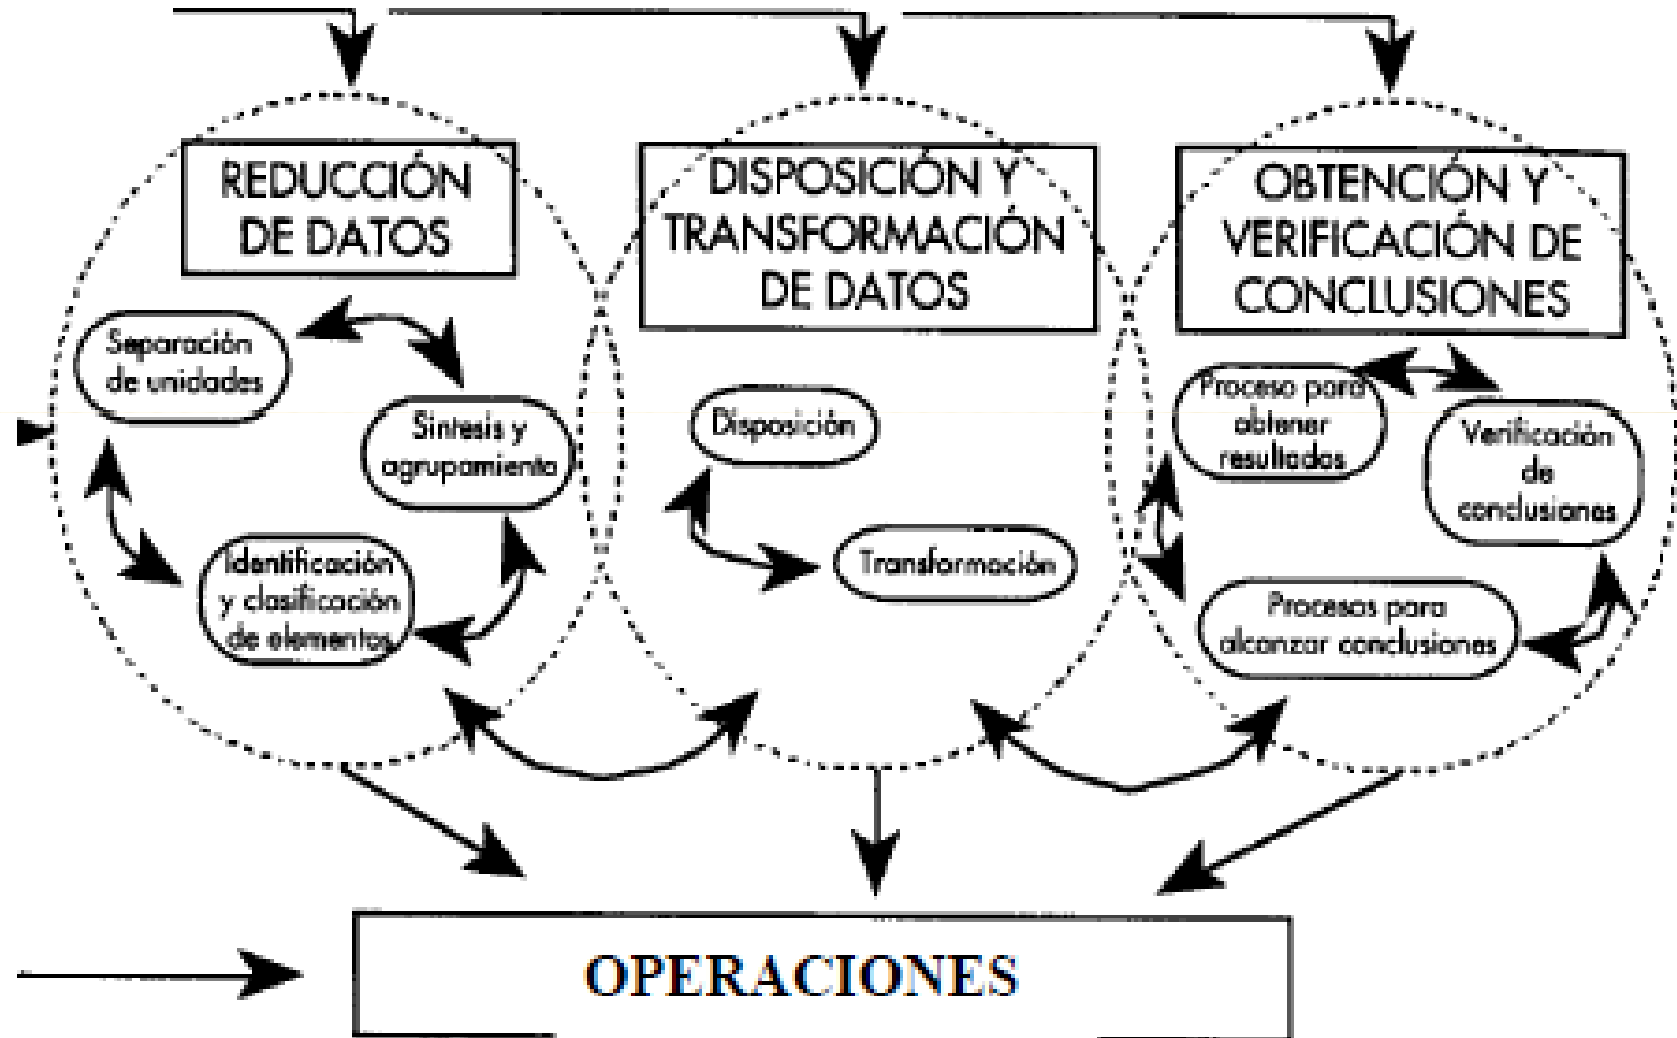 REDUCCIÓN
DE DATOS
DISPOSICIÓN Y
TRANSFORMACIÓN
DE DATOS
OBTENCIÓN Y
VERIFICACIÓN DE
CONCLUSIONES
Separación
de unidades
Síntesis y
agrupamiento
Identificación
y clasificación
de elementos
Disposición
Transformación
Proceso para
obtener
resultados
Verificación
de
conclusiones
Procesos para
alcanzar conclusiones
OPERACIONES